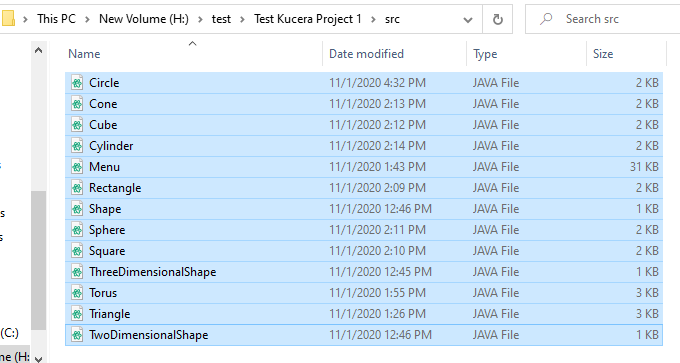 This PC > New Volume (H:) > test > Test Kucera Project 1 > src
Name Date modified Type Size
Circle 11/1/2020 4:32 PM JAVA File 2 KB
Cone 11/1/2020 2:13 PM JAVA File 2 KB
Cube 11/1/2020 2:12 PM JAVA File 2 KB
Cylinder 11/1/2020 2:14 PM JAVA File 2 KB
Menu 11/1/2020 1:43 PM JAVA File 31 KB
Rectangle 11/1/2020 2:09 PM JAVA File 2 KB
Shape 11/1/2020 12:46 PM JAVA File 1 KB
Sphere 11/1/2020 2:11 PM JAVA File 2 KB
Square 11/1/2020 2:10 PM JAVA File 2 KB
ThreeDimensionalShape 11/1/2020 12:45 PM JAVA File 1 KB
Torus 11/1/2020 1:55 PM JAVA File 3 KB
Triangle 11/1/2020 1:26 PM JAVA File 3 KB
(C:)
TwoDimensionalShape 11/1/2020 12:46 PM JAVA File 1 KB
ne (H: